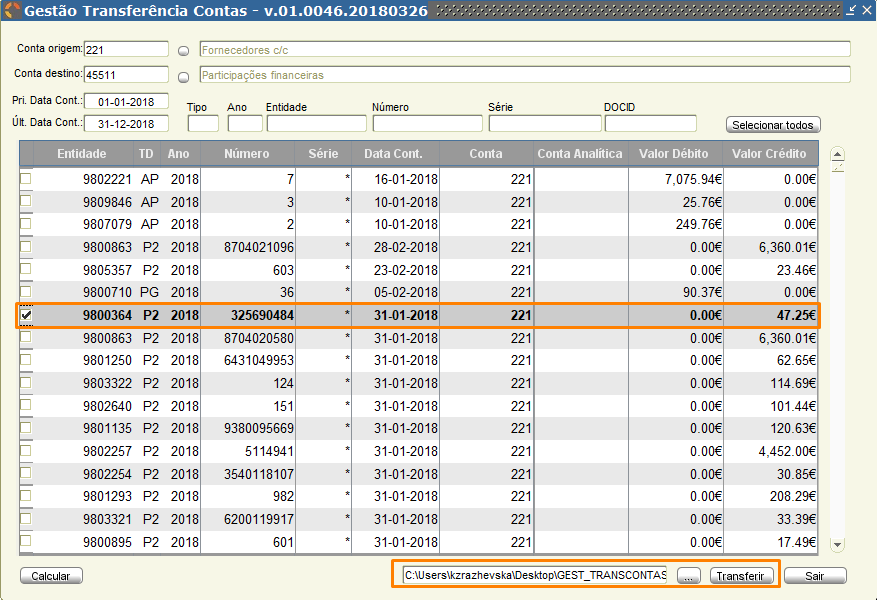 Gestão Transferência Contas - v.01.0046.20180326
Conta origem: 221 Fornecedores c/c
Conta destino: 45511 Participações financeiras
Pri. Data Cont.: 01-01-2018
Tipo Ano Entidade Número Série DOCID
Últ. Data Cont.: 31-12-2018 Selecionar todos
Entidade TD Ano Número Série Data Cont. Conta Conta Analítica Valor Débito Valor Crédito
9802221 AP 2018 7 * 16-01-2018 221 7,075.94€ 0.00€
9809846 AP 2018 3 * 10-01-2018 221 25.76€ 0.00€
9807079 AP 2018 2 * 10-01-2018 221 249.76€ 0.00€
9800863 P2 2018 8704021096 * 28-02-2018 221 0.00€ 6,360.01€
9805357 P2 2018 603 * 23-02-2018 221 0.00€ 23.46€
9800710 PG 2018 36 * 05-02-2018 221 90.37€ 0.00€
9800364 P2 2018 325690484 * 31-01-2018 221 0.00€ 47.25€
9800863 P2 2018 8704020580 * 31-01-2018 221 0.00€ 6,360.01€
9801250 P2 2018 6431049953 * 31-01-2018 221 0.00€ 62.65€
9803322 P2 2018 124 * 31-01-2018 221 0.00€ 114.69€
9802640 P2 2018 151 * 31-01-2018 221 0.00€ 101.44€
9801135 P2 2018 9380095669 * 31-01-2018 221 0.00€ 120.63€
9802257 P2 2018 5114941 * 31-01-2018 221 0.00€ 4,452.00€
9802254 P2 2018 3540118107 * 31-01-2018 221 0.00€ 30.85€
9801293 P2 2018 982 * 31-01-2018 221 0.00€ 208.29€
9803321 P2 2018 6200119917 * 31-01-2018 221 0.00€ 33.39€
9800895 P2 2018 601 * 31-01-2018 221 0.00€ 17.49€
Calcular C:\Users\kzrazhevska\Desktop\GEST_TRANSCONTAS ... Transferir Sair